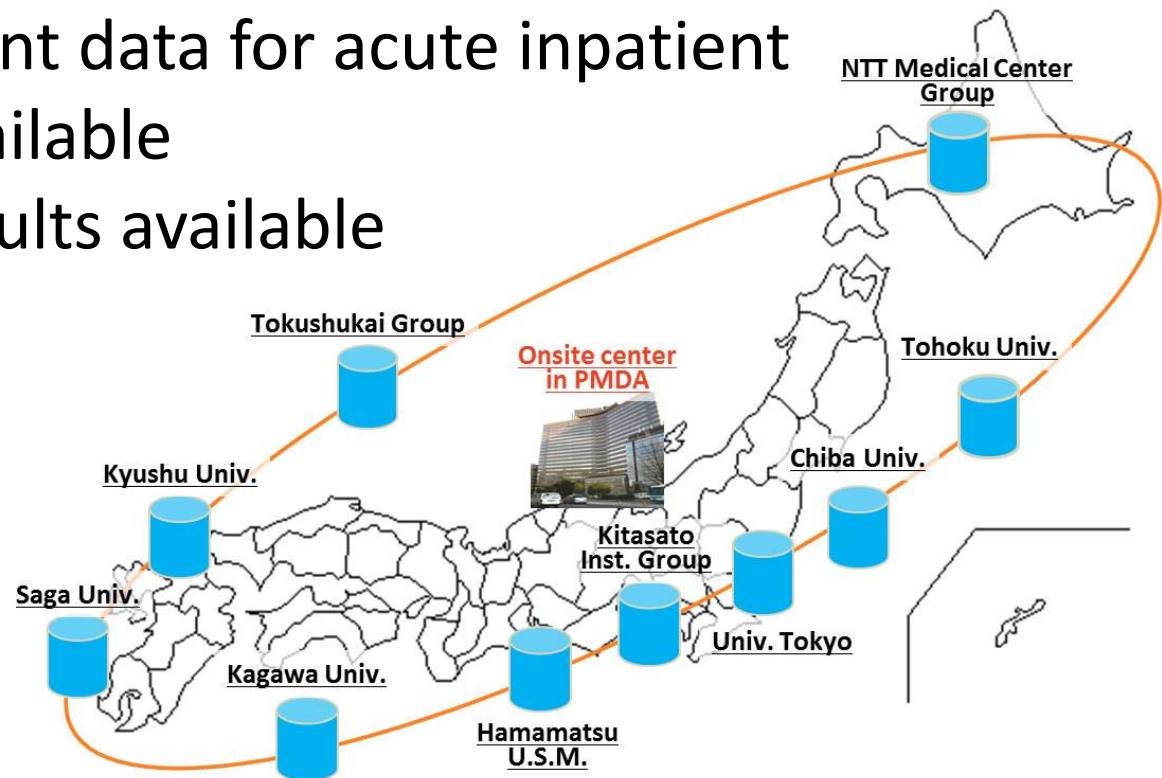 nt data for acute inpatient
ailable
ults available
NTT Medical Center
Group
Tokushukai Group
Onsite center
in PMDA
Tohoku Univ.
Kyushu Univ.
Chiba Univ.
Kitasato
Inst. Group
Saga Univ.
Univ. Tokyo
Kagawa Univ.
Hamamatsu
U.S.M.